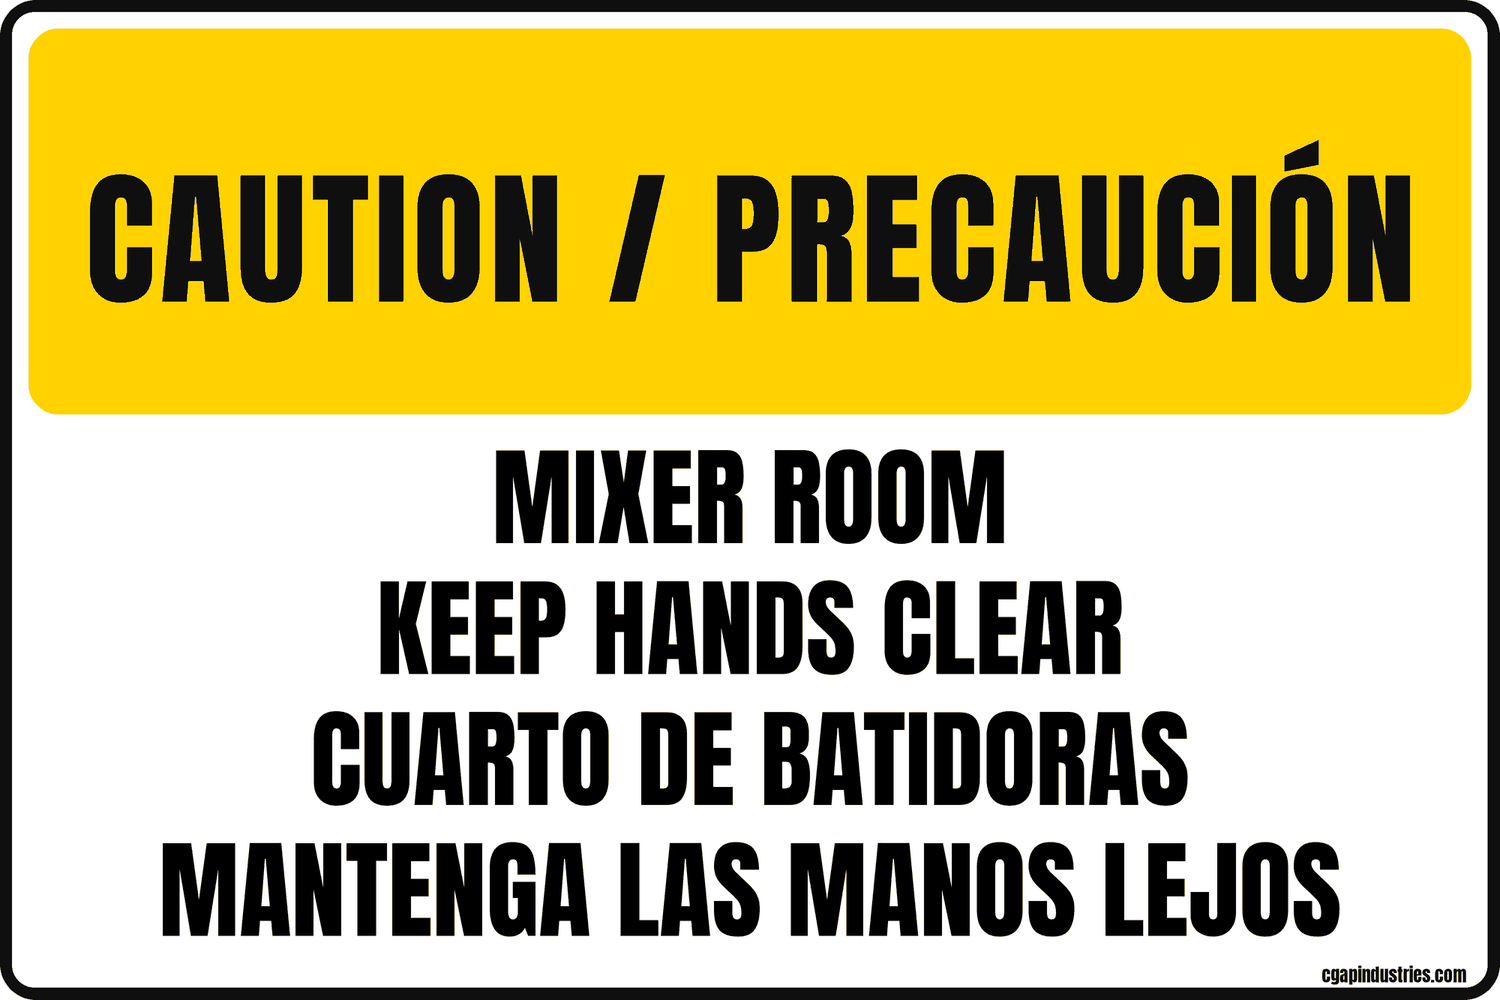 CAUTION / PRECAUCIÓN
MIXER ROOM
KEEP HANDS CLEAR
CUARTO DE BATIDORAS
MANTENGA LAS MANOS LEJOS
cgapindustries.com